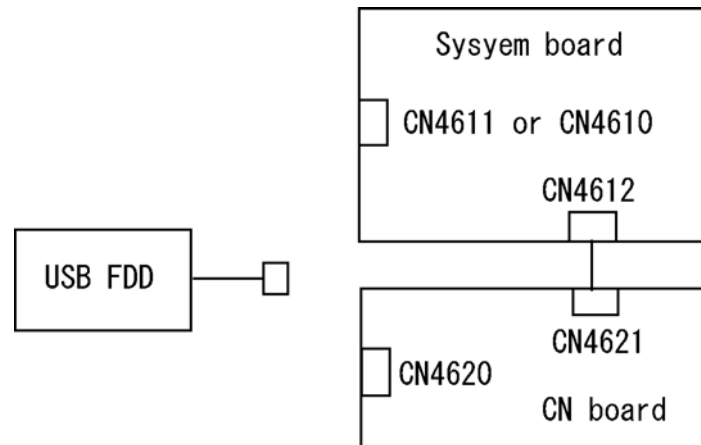 Sysyem board
CN4611 or CN4610
CN4612
USB FDD
CN4621
CN4620
CN board